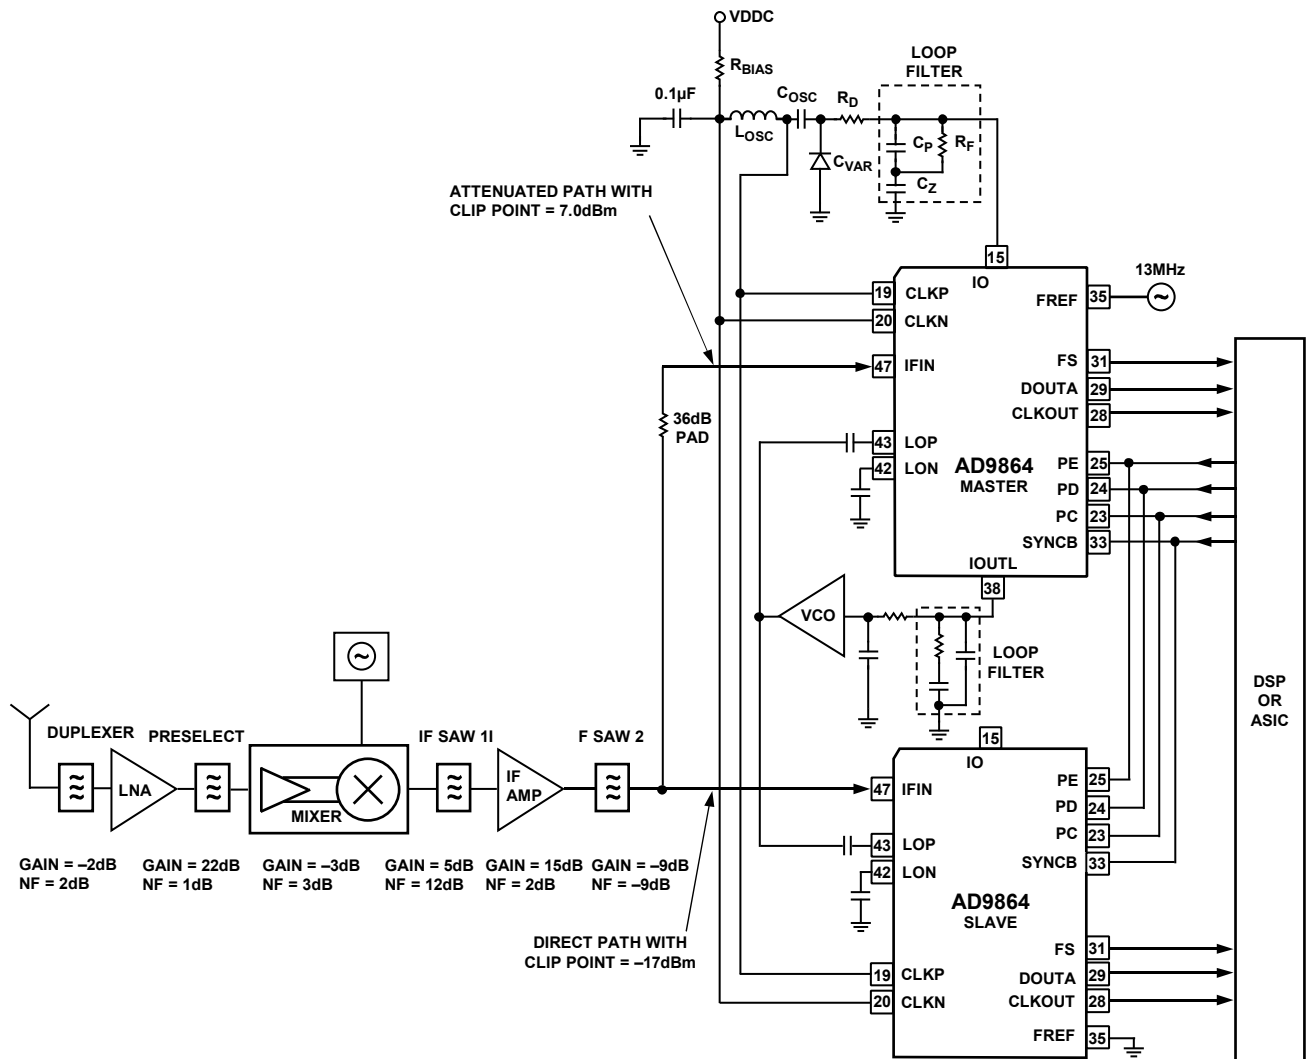 VDDC
RBIAS
0.1µF
LOSC
COSC
RD
CVAR
LOOP
FILTER
CP
RF
CZ
ATTENUATED PATH WITH
CLIP POINT = 7.0dBm
15
IO
13MHz
19 CLKP
20 CLKN
FREF 35
47 IFIN
FS 31
DOUTA 29
CLKOUT 28
36dB
PAD
43 LOP
42 LON
AD9864
MASTER
PE 25
PD 24
PC 23
SYNCB 33
IOUTL
38
VCO
LOOP
FILTER
DSP
OR
ASIC
DUPLEXER
LNA
PRESELECT
MIXER
IF SAW 1I
IF
AMP
F SAW 2
GAIN = –2dB
NF = 2dB
GAIN = 22dB
NF = 1dB
GAIN = –3dB
NF = 3dB
GAIN = 5dB
NF = 12dB
GAIN = 15dB
NF = 2dB
GAIN = –9dB
NF = –9dB
DIRECT PATH WITH
CLIP POINT = –17dBm
15
IO
47 IFIN
PE 25
PD 24
43 LOP
PC 23
42 LON
SYNCB 33
AD9864
SLAVE
FS 31
19 CLKP
DOUTA 29
20 CLKN
CLKOUT 28
FREF 35